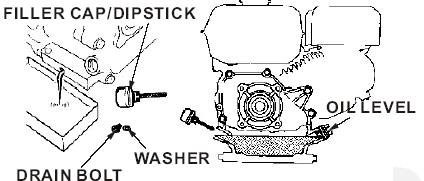 FILLER CAP/DIPSTICK
OIL LEVEL
WASHER
DRAIN BOLT